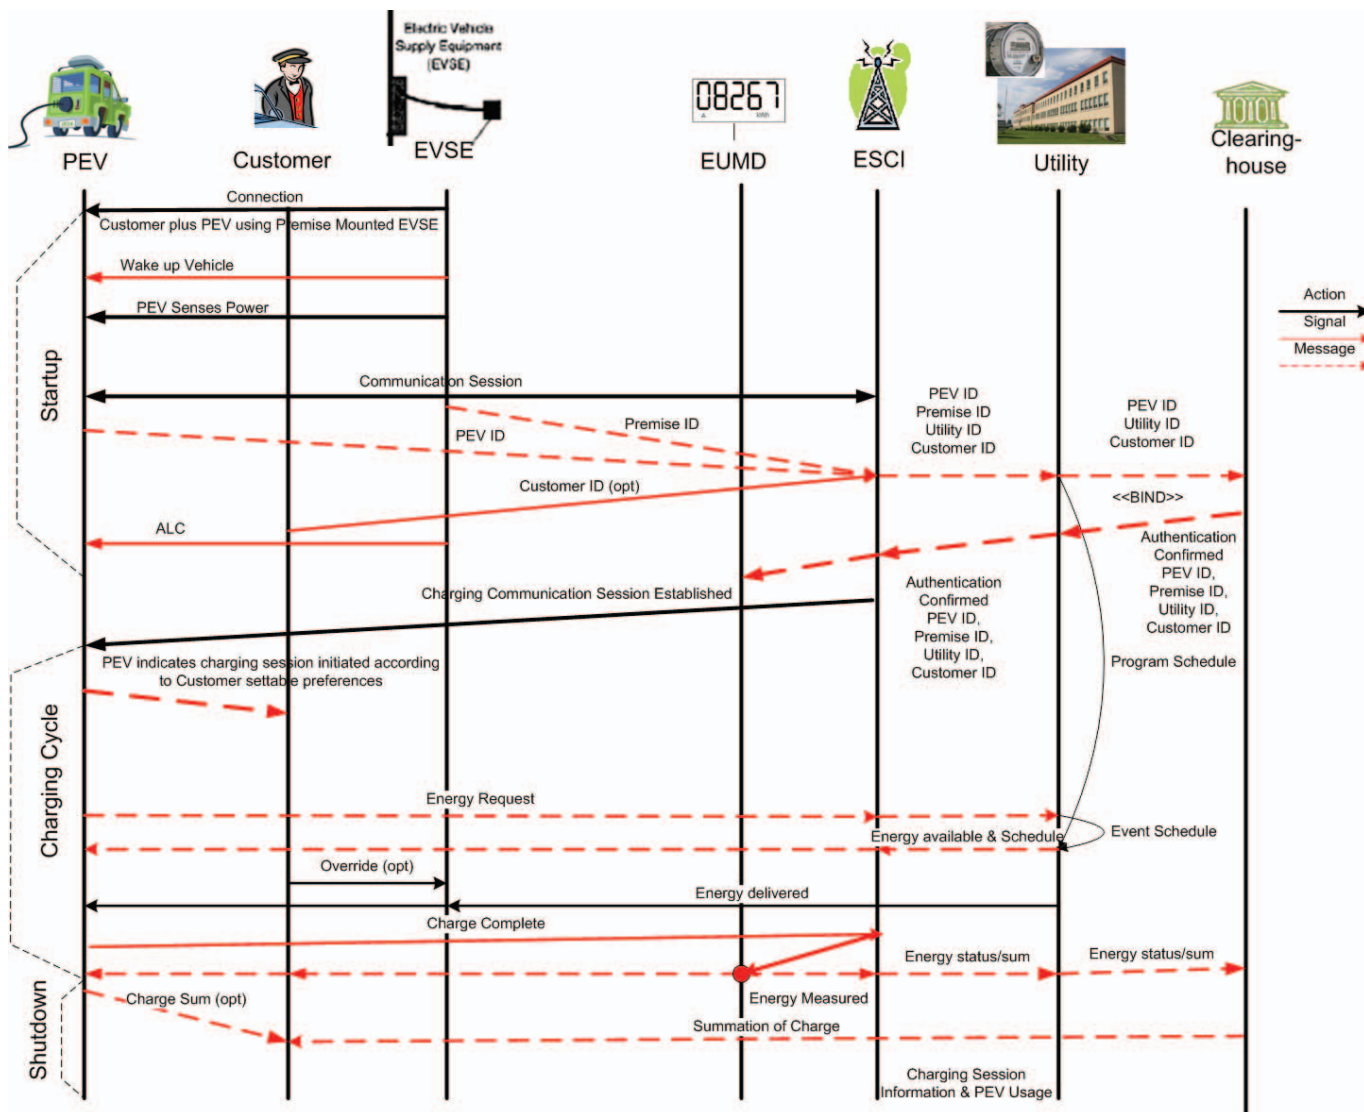 Electric Vehicle
Supply Equipment
(EVSE)
08267
A kWh
PEV
Customer
EVSE
EUMD
ESCI
Utility
Clearing-
house
Connection
Customer plus PEV using Premise Mounted EVSE
Wake up Vehicle
PEV Senses Power
Action
Signal
Message
Startup
Communication Session
PEV ID
Premise ID
Utility ID
Customer ID
PEV ID
Utility ID
Customer ID
Premise ID
PEV ID
Customer ID (opt)
<<BIND>>
ALC
Authentication
Confirmed
PEV ID,
Premise ID,
Utility ID,
Customer ID
Charging Communication Session Established
Authentication
Confirmed
PEV ID,
Premise ID,
Utility ID,
Customer ID
Program Schedule
PEV indicates charging session initiated according
to Customer settable preferences
Charging Cycle
Energy Request
Event Schedule
Energy available & Schedule
Override (opt)
Energy delivered
Charge Complete
Energy status/sum
Energy status/sum
Shutdown
Charge Sum (opt)
Energy Measured
Summation of Charge
Charging Session
Information & PEV Usage